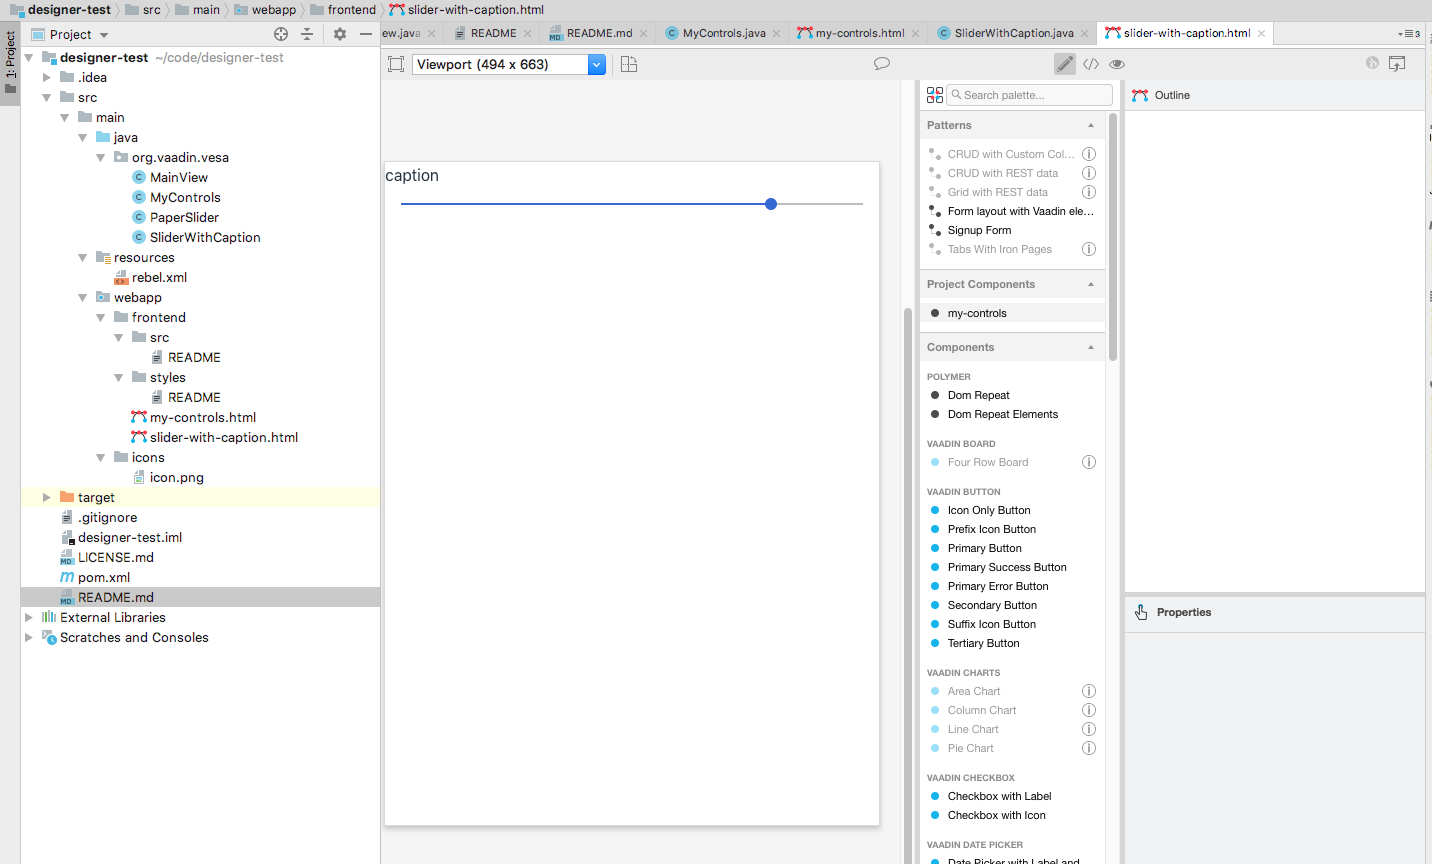 designer-test src main webapp frontend slider-with-caption.html
1: Project
Project
ew.java README README.md MyControls.java my-controls.html SliderWithCaption.java slider-with-caption.html 3
designer-test ~/code/designer-test
.idea
src
main
java
org.vaadin.vesa
MainView
MyControls
PaperSlider
SliderWithCaption
resources
rebel.xml
webapp
frontend
src
README
styles
README
my-controls.html
slider-with-caption.html
icons
icon.png
target
.gitignore
designer-test.iml
LICENSE.md
pom.xml
README.md
External Libraries
Scratches and Consoles
Viewport (494 x 663)
caption
Search palette...
Patterns
CRUD with Custom Col...
CRUD with REST data
Grid with REST data
Form layout with Vaadin ele...
Signup Form
Tabs With Iron Pages
Project Components
my-controls
Components
POLYMER
Dom Repeat
Dom Repeat Elements
VAADIN BOARD
Four Row Board
VAADIN BUTTON
Icon Only Button
Prefix Icon Button
Primary Button
Primary Success Button
Primary Error Button
Secondary Button
Suffix Icon Button
Tertiary Button
VAADIN CHARTS
Area Chart
Column Chart
Line Chart
Pie Chart
VAADIN CHECKBOX
Checkbox with Label
Checkbox with Icon
VAADIN DATE PICKER
Date Picker with Label and
Outline
Properties